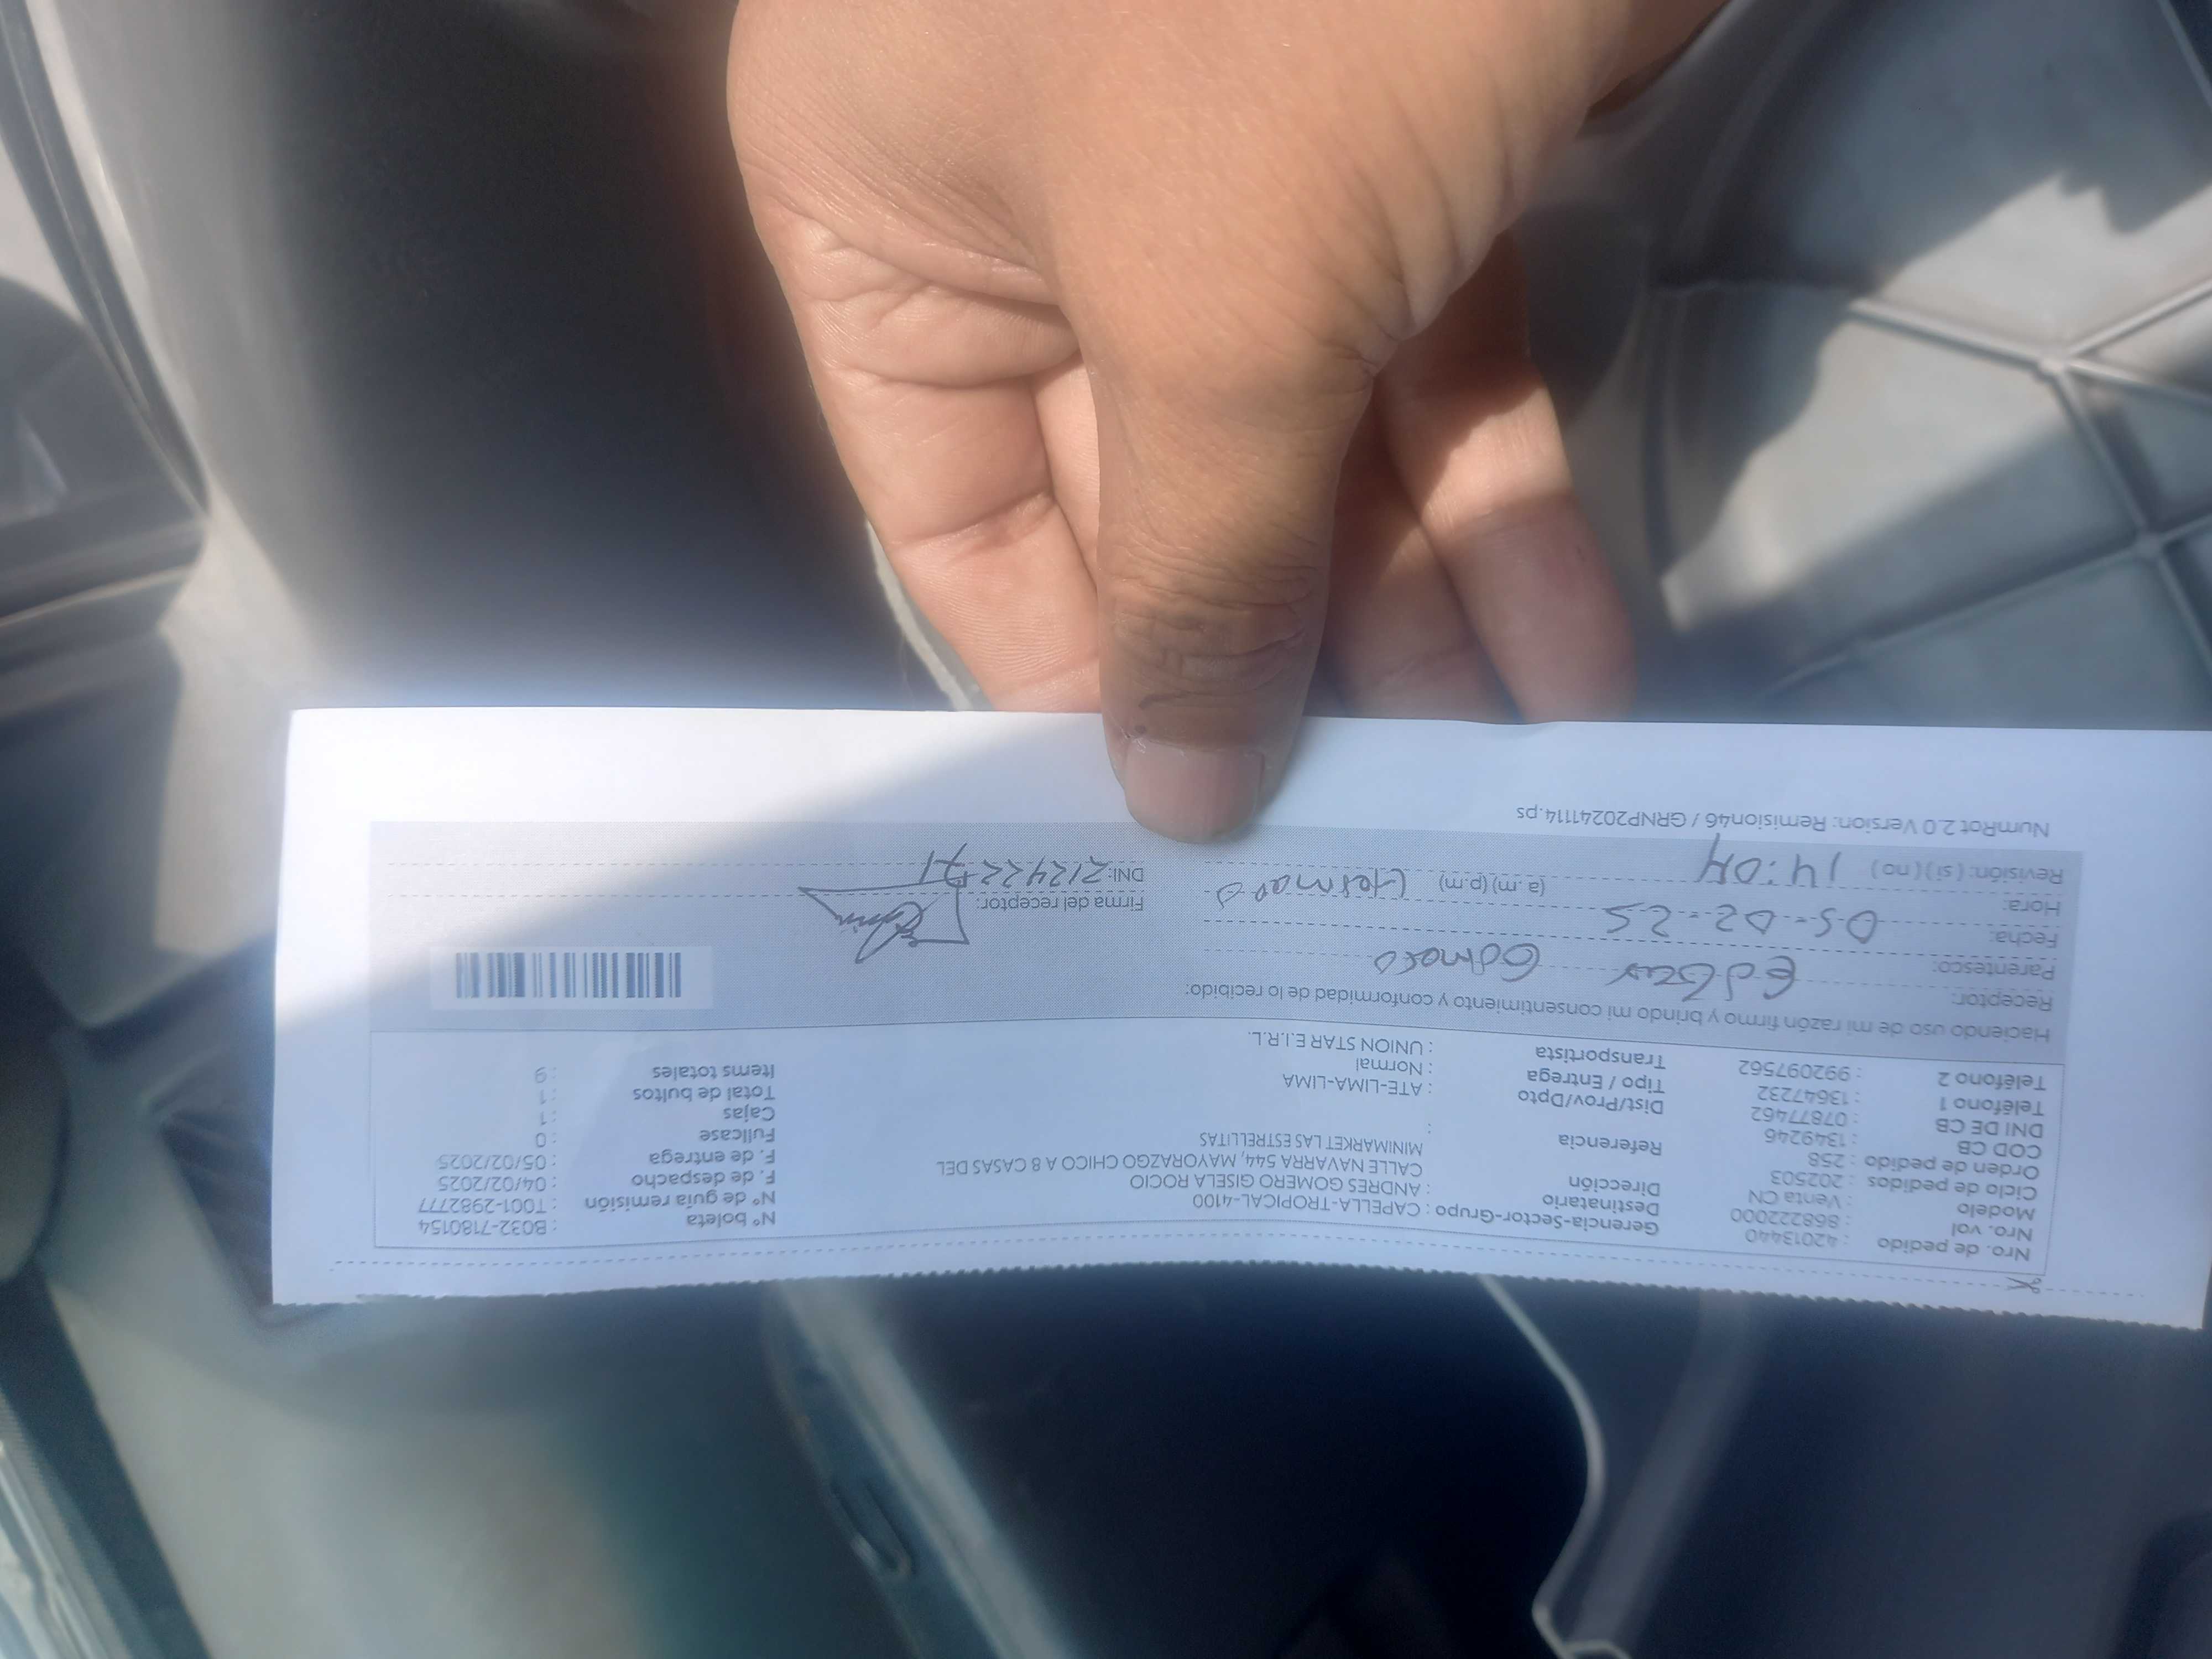 Nro. de pedido : 42013440
Nro. vol : 868222000
Modelo : Venta CN
Ciclo de pedidos : 202503
Orden de pedido : 258
COD CB : 1349246
DNI DE CB : 07877462
Teléfono 1 : 13647232
Teléfono 2 : 992097562
Gerencia-Sector-Grupo : CAPELLA-TROPICAL-4100
Destinatario : ANDRES GOMERO GISELA ROCIO
Dirección CALLE NAVARRA 544, MAYORAZGO CHICO A 8 CASAS DEL
MINIMARKET LAS ESTRELLITAS
Referencia :
Dist/Prov/Dpto : ATE-LIMA-LIMA
Tipo / Entrega : Normal
Transportista : UNION STAR E.I.R.L.
N° boleta : B032-7180154
N° de guía remisión : T001-2982777
F. de despacho : 04/02/2025
F. de entrega : 05/02/2025
Fullcase : 0
Cajas : 1
Total de bultos : 1
Items totales : 9
Haciendo uso de mi razón firmo y brindo mi consentimiento y conformidad de lo recibido:
Receptor:
Parentesco:
Fecha: 05-02-25
Hora: 14:04 (a.m) (p.m)
Revisión: (si) (no)
Firma del receptor:
DNI: 21242271
NumRot 2.0 Version: Remision46 / GRNP20241114.ps